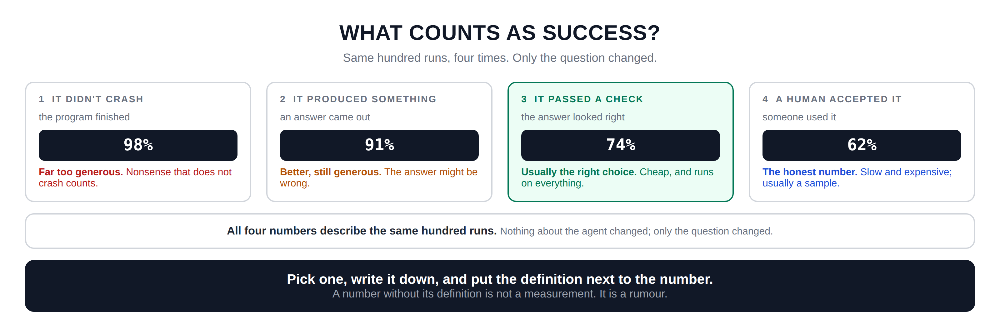 WHAT COUNTS AS SUCCESS?
Same hundred runs, four times. Only the question changed.
1 IT DIDN'T CRASH
the program finished
98%
Far too generous. Nonsense that does not
crash counts.
2 IT PRODUCED SOMETHING
an answer came out
91%
Better, still generous. The answer might be
wrong.
3 IT PASSED A CHECK
the answer looked right
74%
Usually the right choice. Cheap, and runs
on everything.
4 A HUMAN ACCEPTED IT
someone used it
62%
The honest number. Slow and expensive;
usually a sample.
All four numbers describe the same hundred runs. Nothing about the agent changed; only the question changed.
Pick one, write it down, and put the definition next to the number.
A number without its definition is not a measurement. It is a rumour.